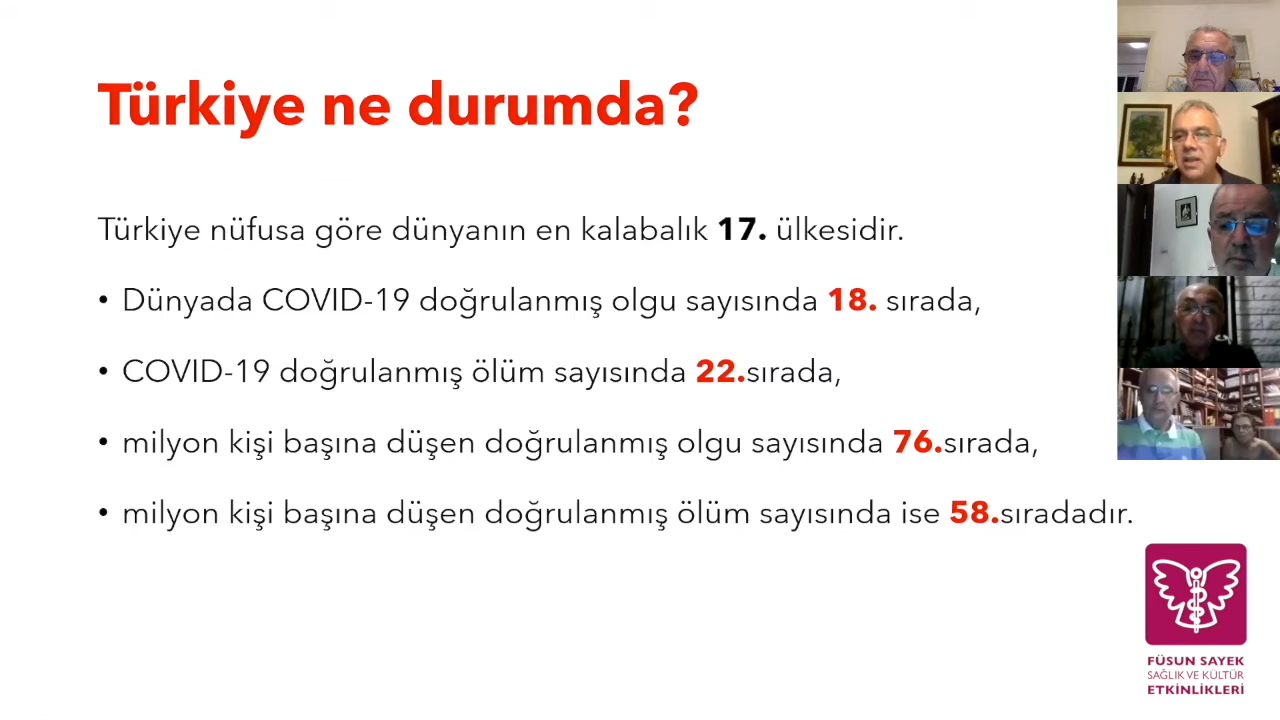 Türkiye ne durumda?
Türkiye nüfusa göre dünyanın en kalabalık 17. ülkesidir.
• Dünyada COVID-19 doğrulanmış olgu sayısında 18. sırada,
• COVID-19 doğrulanmış ölüm sayısında 22.sırada,
• milyon kişi başına düşen doğrulanmış olgu sayısında 76.sırada,
• milyon kişi başına düşen doğrulanmış ölüm sayısında ise 58.sıradadır.
FÜSUN SAYEK
SAĞLIK VE KÜLTÜR
ETKİNLİKLERİ